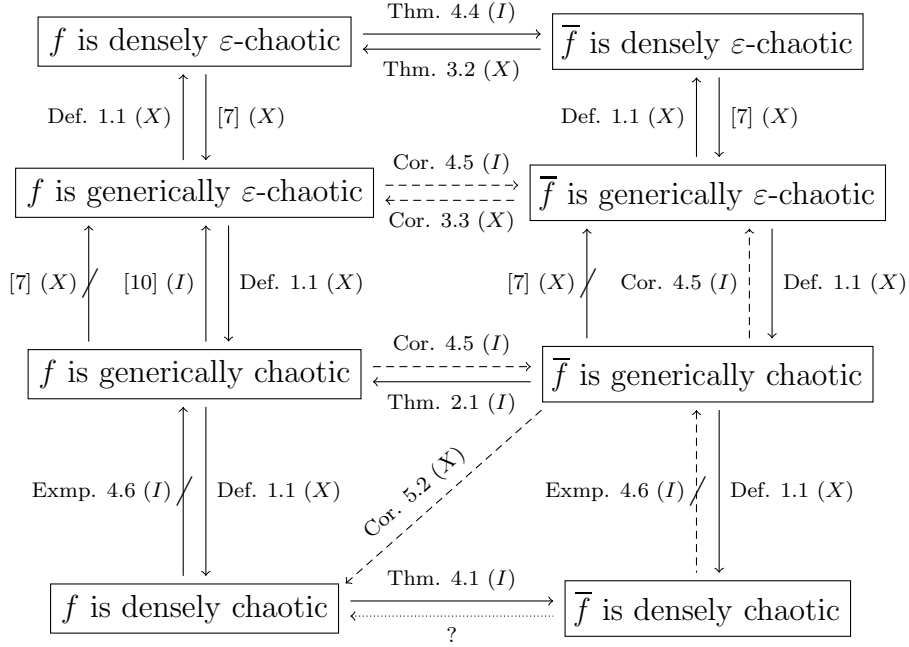 Thm. 4.4 (I)
f is densely ε-chaotic
f̅ is densely ε-chaotic
Thm. 3.2 (X)
Def. 1.1 (X)
[7] (X)
Def. 1.1 (X)
[7] (X)
Cor. 4.5 (I)
f is generically ε-chaotic
f̅ is generically ε-chaotic
Cor. 3.3 (X)
[7] (X)
[10] (I)
Def. 1.1 (X)
[7] (X)
Cor. 4.5 (I)
Def. 1.1 (X)
Cor. 4.5 (I)
f is generically chaotic
f̅ is generically chaotic
Thm. 2.1 (I)
Cor. 5.2 (X)
Exmp. 4.6 (I)
Def. 1.1 (X)
Exmp. 4.6 (I)
Def. 1.1 (X)
Thm. 4.1 (I)
f is densely chaotic
f̅ is densely chaotic
?